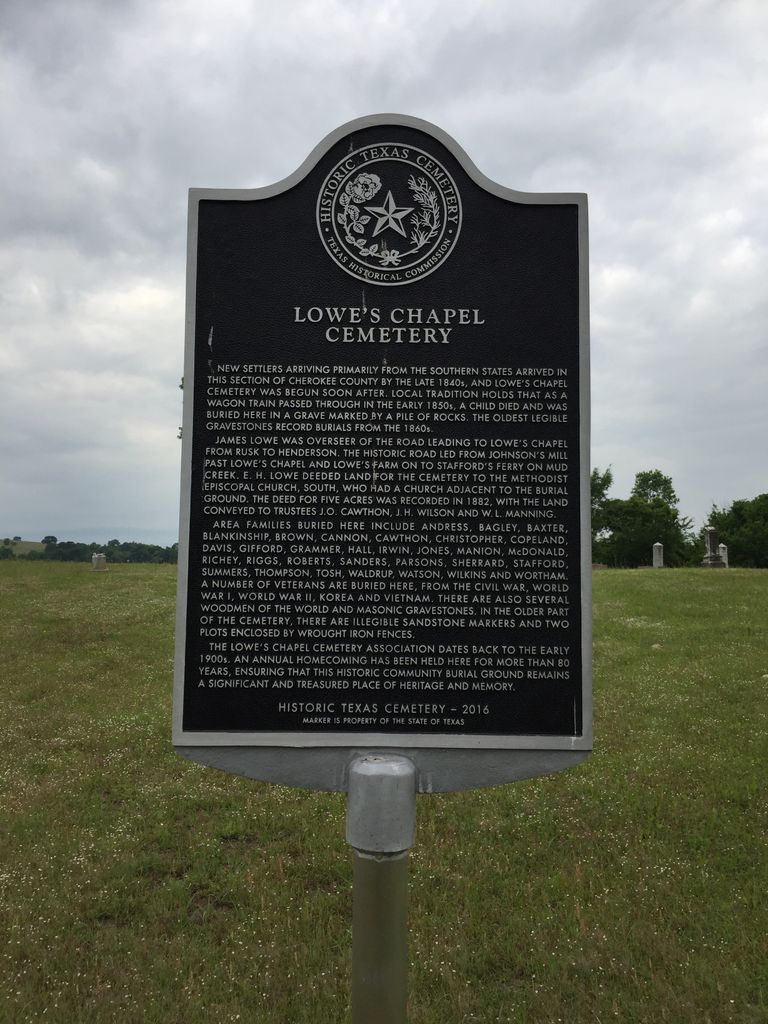 HISTORIC TEXAS CEMETERY
TEXAS HISTORICAL COMMISSION
LOWE'S CHAPEL
CEMETERY
NEW SETTLERS ARRIVING PRIMARILY FROM THE SOUTHERN STATES ARRIVED IN
THIS SECTION OF CHEROKEE COUNTY BY THE LATE 1840s, AND LOWE'S CHAPEL
CEMETERY WAS BEGUN SOON AFTER. LOCAL TRADITION HOLDS THAT AS A
WAGON TRAIN PASSED THROUGH IN THE EARLY 1850s, A CHILD DIED AND WAS
BURIED HERE IN A GRAVE MARKED BY A PILE OF ROCKS. THE OLDEST LEGIBLE
GRAVESTONES RECORD BURIALS FROM THE 1860s.
JAMES LOWE WAS OVERSEER OF THE ROAD LEADING TO LOWE'S CHAPEL
FROM RUSK TO HENDERSON. THE HISTORIC ROAD LED FROM JOHNSON'S MILL
PAST LOWE'S CHAPEL AND LOWE'S FARM ON TO STAFFORD'S FERRY ON MUD
CREEK. E. H. LOWE DEEDED LAND FOR THE CEMETERY TO THE METHODIST
EPISCOPAL CHURCH, SOUTH, WHO HAD A CHURCH ADJACENT TO THE BURIAL
GROUND. THE DEED FOR FIVE ACRES WAS RECORDED IN 1882, WITH THE LAND
CONVEYED TO TRUSTEES J.O. CAWTHON, J.H. WILSON AND W.L. MANNING.
AREA FAMILIES BURIED HERE INCLUDE ANDRESS, BAGLEY, BAXTER,
BLANKINSHIP, BROWN, CANNON, CAWTHON, CHRISTOPHER, COPELAND,
DAVIS, GIFFORD, GRAMMER, HALL, IRWIN, JONES, MANION, McDONALD,
RICHEY, RIGGS, ROBERTS, SANDERS, PARSONS, SHERRARD, STAFFORD,
SUMMERS, THOMPSON, TOSH, WALDRUP, WATSON, WILKINS AND WORTHAM.
A NUMBER OF VETERANS ARE BURIED HERE, FROM THE CIVIL WAR, WORLD
WAR I, WORLD WAR II, KOREA AND VIETNAM. THERE ARE ALSO SEVERAL
WOODMEN OF THE WORLD AND MASONIC GRAVESTONES. IN THE OLDER PART
OF THE CEMETERY, THERE ARE ILLEGIBLE SANDSTONE MARKERS AND TWO
PLOTS ENCLOSED BY WROUGHT IRON FENCES.
THE LOWE'S CHAPEL CEMETERY ASSOCIATION DATES BACK TO THE EARLY
1900s. AN ANNUAL HOMECOMING HAS BEEN HELD HERE FOR MORE THAN 80
YEARS, ENSURING THAT THIS HISTORIC COMMUNITY BURIAL GROUND REMAINS
A SIGNIFICANT AND TREASURED PLACE OF HERITAGE AND MEMORY.
HISTORIC TEXAS CEMETERY – 2016
MARKER IS PROPERTY OF THE STATE OF TEXAS